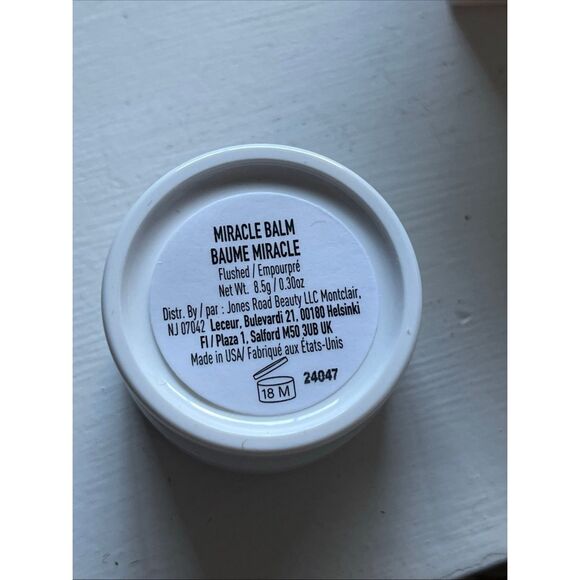 MIRACLE BALM
BAUME MIRACLE
Flushed / Empourpré
Net Wt. 8.5g / 0.30oz
Distr. By / par : Jones Road Beauty LLC Montclair,
NJ 07042 Leceur, Bulevardi 21, 00180 Helsinki
FI / Plaza 1, Salford M50 3UB UK
Made in USA/ Fabriqué aux États-Unis
24047
18 M